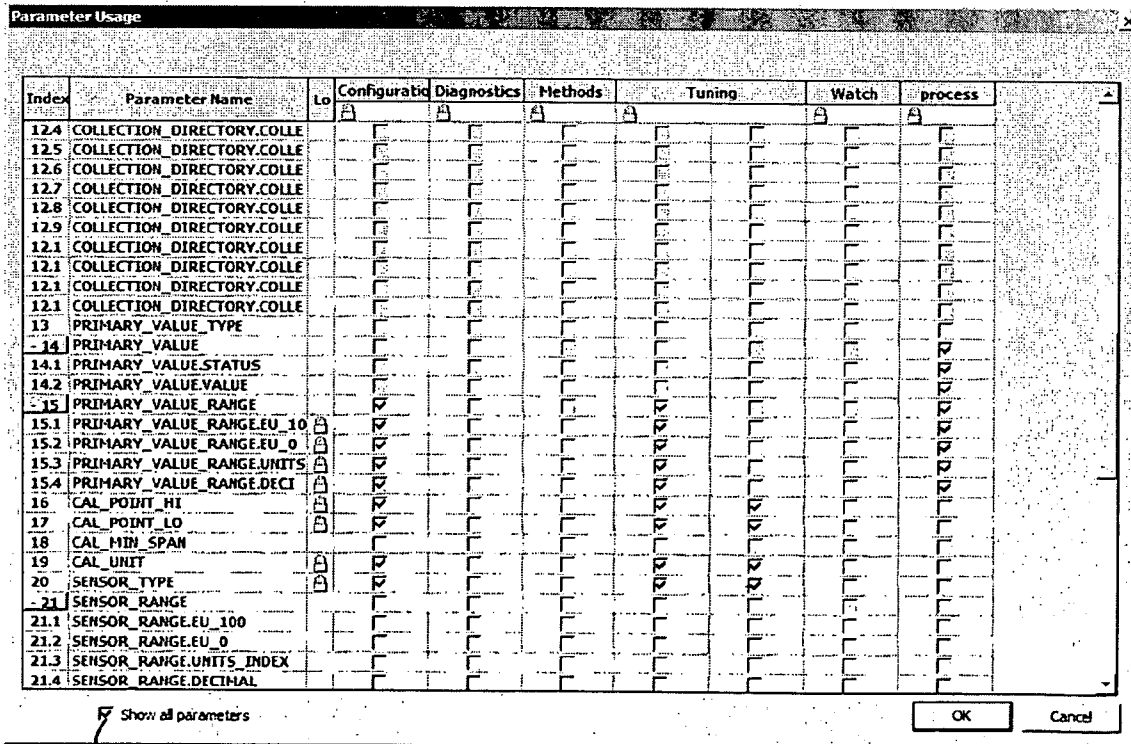 Parameter Usage
Index Parameter Name Lo Configuratio Diagnostics Methods Tuning Watch process
12.4 COLLECTION_DIRECTORY.COLLE
12.5 COLLECTION_DIRECTORY.COLLE
12.6 COLLECTION_DIRECTORY.COLLE
12.7 COLLECTION_DIRECTORY.COLLE
12.8 COLLECTION_DIRECTORY.COLLE
12.9 COLLECTION_DIRECTORY.COLLE
12.1 COLLECTION_DIRECTORY.COLLE
12.1 COLLECTION_DIRECTORY.COLLE
12.1 COLLECTION_DIRECTORY.COLLE
12.1 COLLECTION_DIRECTORY.COLLE
13 PRIMARY_VALUE_TYPE
- 14 PRIMARY_VALUE
14.1 PRIMARY_VALUE.STATUS
14.2 PRIMARY_VALUE.VALUE
- 15 PRIMARY_VALUE_RANGE
15.1 PRIMARY_VALUE_RANGE.EU_10
15.2 PRIMARY_VALUE_RANGE.EU_0
15.3 PRIMARY_VALUE_RANGE.UNITS
15.4 PRIMARY_VALUE_RANGE.DECI
16 CAL_POINT_HI
17 CAL_POINT_LO
18 CAL_MIN_SPAN
19 CAL_UNIT
20 SENSOR_TYPE
- 21 SENSOR_RANGE
21.1 SENSOR_RANGE.EU_100
21.2 SENSOR_RANGE.EU_0
21.3 SENSOR_RANGE.UNITS_INDEX
21.4 SENSOR_RANGE.DECIMAL
Show all parameters OK Cancel